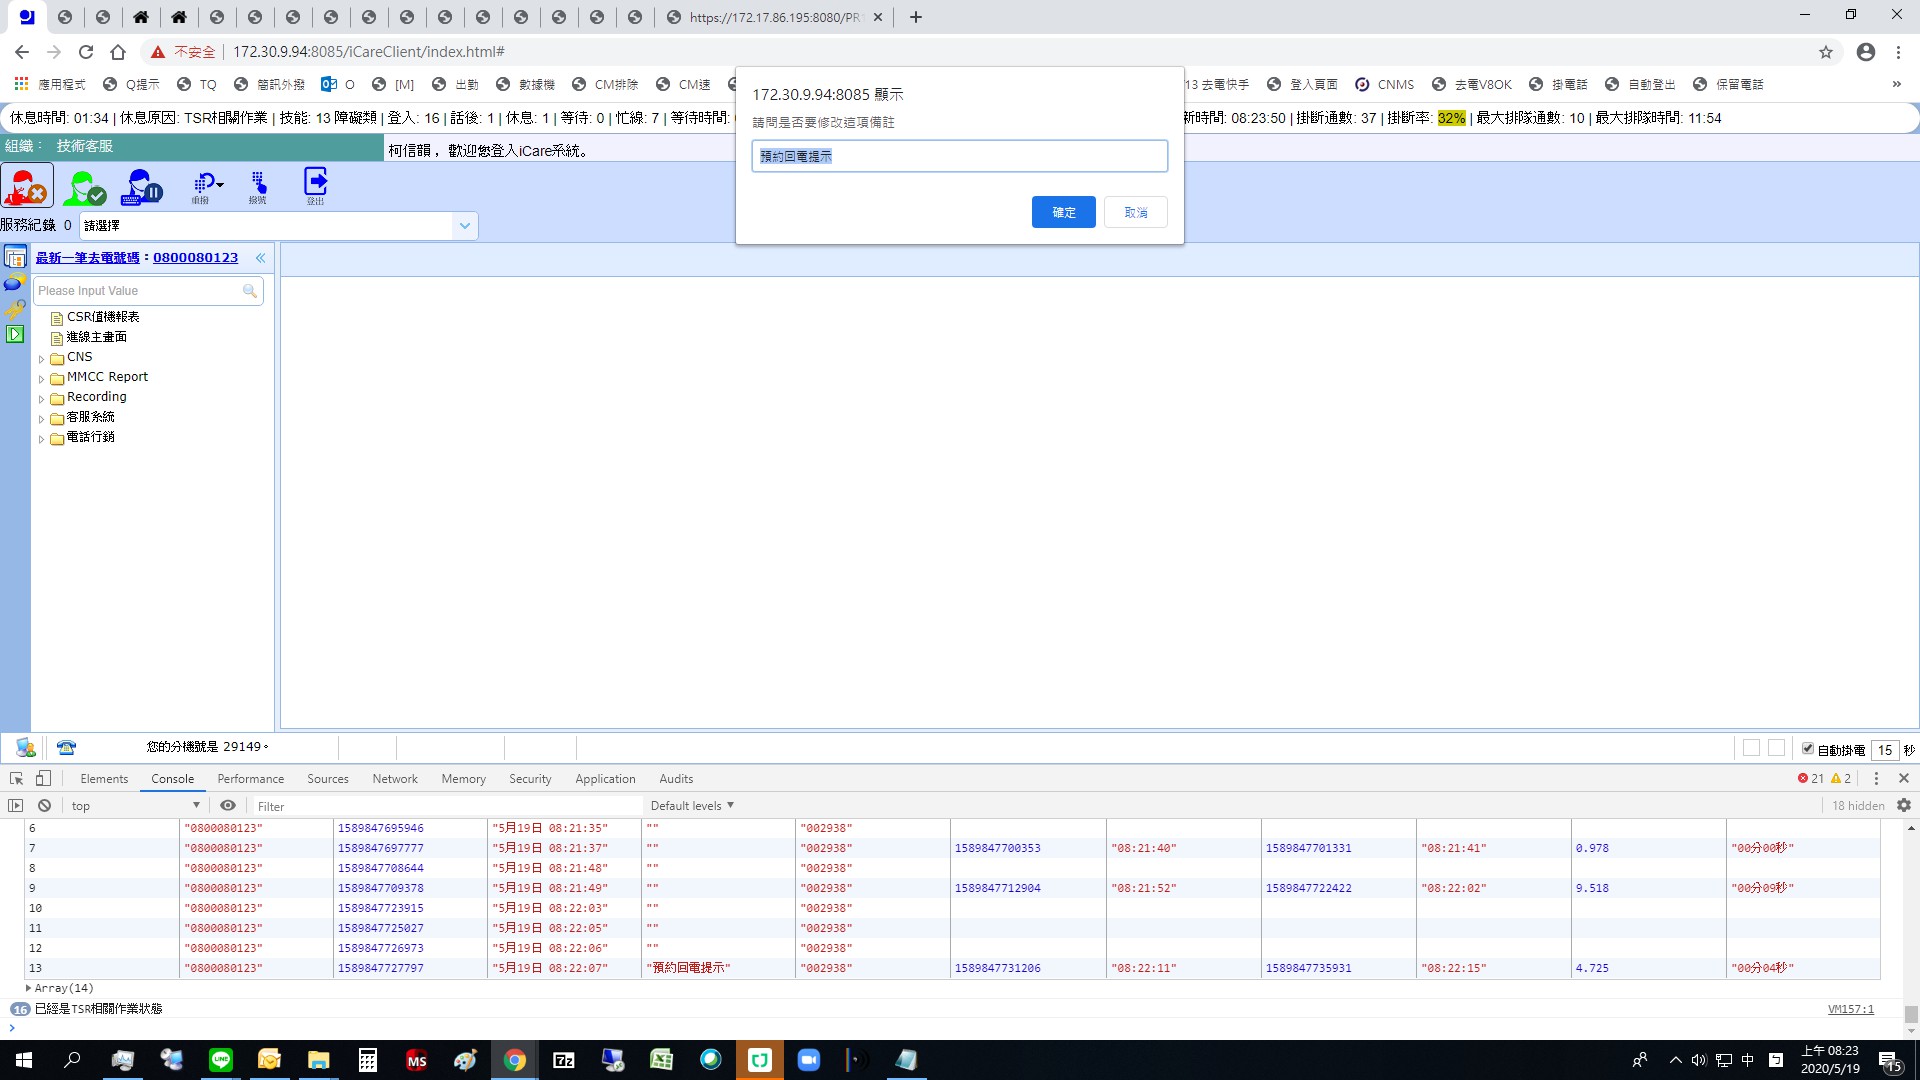 https://172.17.86.195:8080/PR
不安全 172.30.9.94:8085/iCareClient/index.html#
應用程式 Q提示 TQ 簡訊外撥 O [M] 出勤 數據機 CM排除 CM速 13 去電快手 登入頁面 CNMS 去電V8OK 掛電話 自動登出 保留電話 »
172.30.9.94:8085 顯示
請問是否要修改這項備註
預約回電提示
確定 取消
休息時間: 01:34 | 休息原因: TSR相關作業 | 技能: 13 障礙類 | 登入: 16 | 話後: 1 | 休息: 1 | 等待: 0 | 忙線: 7 | 等待時間: 新時間: 08:23:50 | 掛斷通數: 37 | 掛斷率: 32% | 最大排隊通數: 10 | 最大排隊時間: 11:54
組織： 技術客服 柯信韻 ，歡迎您登入iCare系統。
重撥 撥號 登出
服務紀錄 0 請選擇
最新一筆去電號碼：0800080123 «
Please Input Value
CSR值機報表
進線主畫面
CNS
MMCC Report
Recording
客服系統
電話行銷
您的分機號是 29149。 自動掛電 15 秒
Elements Console Performance Sources Network Memory Security Application Audits 21 2
top Filter Default levels ▼ 18 hidden
6 "0800080123" 1589847695946 "5月19日 08:21:35" "" "002938"
7 "0800080123" 1589847697777 "5月19日 08:21:37" "" "002938" 1589847700353 "08:21:40" 1589847701331 "08:21:41" 0.978 "00分00秒"
8 "0800080123" 1589847708644 "5月19日 08:21:48" "" "002938"
9 "0800080123" 1589847709378 "5月19日 08:21:49" "" "002938" 1589847712904 "08:21:52" 1589847722422 "08:22:02" 9.518 "00分09秒"
10 "0800080123" 1589847723915 "5月19日 08:22:03" "" "002938"
11 "0800080123" 1589847725027 "5月19日 08:22:05" "" "002938"
12 "0800080123" 1589847726973 "5月19日 08:22:06" "" "002938"
13 "0800080123" 1589847727797 "5月19日 08:22:07" "預約回電提示" "002938" 1589847731206 "08:22:11" 1589847735931 "08:22:15" 4.725 "00分04秒"
Array(14)
16 已經是TSR相關作業狀態 VM157:1
LINE MS 7z 中 上午 08:23
2020/5/19 15